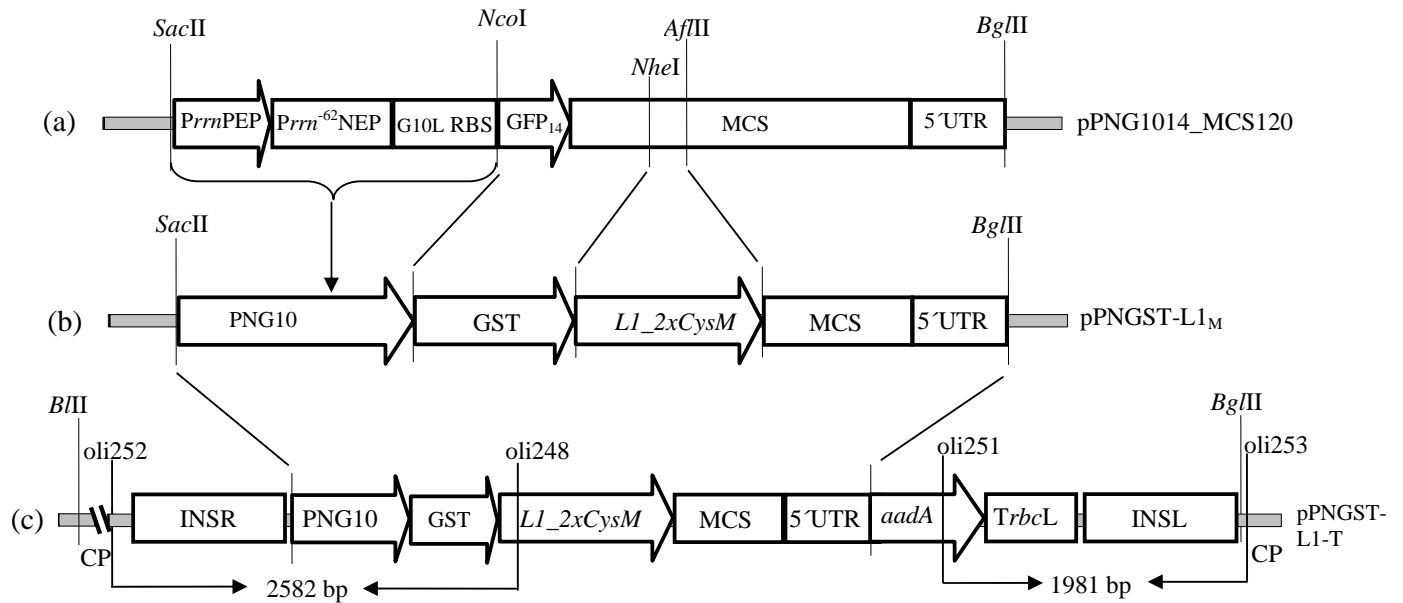 SacII NcoI AflII BglII
NheI
(a) PrrnPEP Prrn⁻⁶²NEP G10L RBS GFP₁₄ MCS 5´UTR pPNG1014_MCS120
SacII BglII
(b) PNG10 GST L1_2xCysM MCS 5´UTR pPNGST-L1M
BlII BglII
oli252 oli248 oli251 oli253
(c) INSR PNG10 GST L1_2xCysM MCS 5´UTR aadA TrbcL INSL pPNGST-
L1-T
CP CP
2582 bp 1981 bp